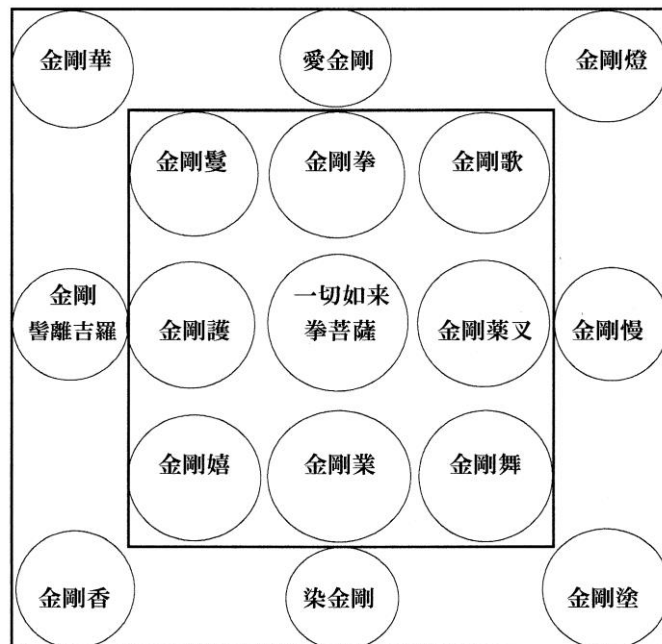 金剛華
愛金剛
金剛燈
金剛鬘
金剛拳
金剛歌
金剛
髻離吉羅
金剛護
一切如来
拳菩薩
金剛薬叉
金剛慢
金剛嬉
金剛業
金剛舞
金剛香
染金剛
金剛塗